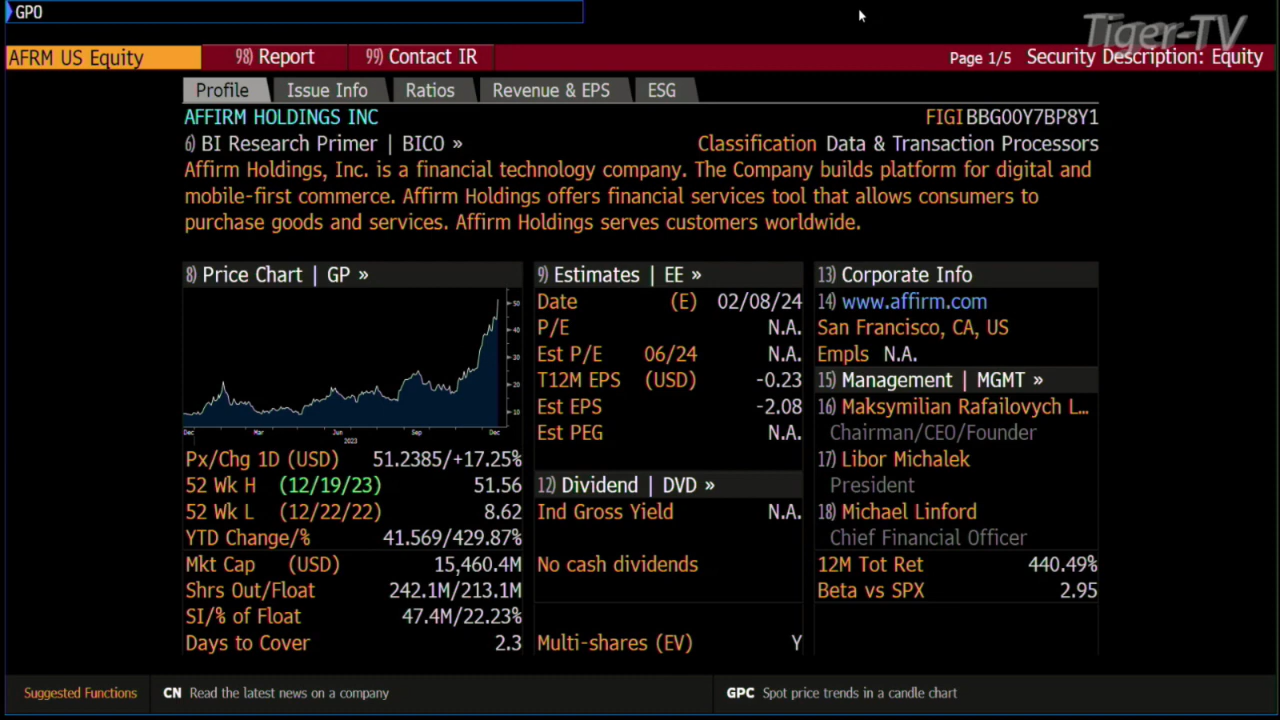 GPO
Tiger-TV
AFRM US Equity 98) Report 99) Contact IR Page 1/5 Security Description: Equity
Profile Issue Info Ratios Revenue & EPS ESG
AFFIRM HOLDINGS INC FIGI BBG00Y7BP8Y1
6) BI Research Primer | BICO » Classification Data & Transaction Processors
Affirm Holdings, Inc. is a financial technology company. The Company builds platform for digital and
mobile-first commerce. Affirm Holdings offers financial services tool that allows consumers to
purchase goods and services. Affirm Holdings serves customers worldwide.
8) Price Chart | GP »
50
40
30
20
10
Dec Mar Jun Sep Dec
2023
Px/Chg 1D (USD) 51.2385/+17.25%
52 Wk H (12/19/23) 51.56
52 Wk L (12/22/22) 8.62
YTD Change/% 41.569/429.87%
Mkt Cap (USD) 15,460.4M
Shrs Out/Float 242.1M/213.1M
SI/% of Float 47.4M/22.23%
Days to Cover 2.3
9) Estimates | EE »
Date (E) 02/08/24
P/E N.A.
Est P/E 06/24 N.A.
T12M EPS (USD) -0.23
Est EPS -2.08
Est PEG N.A.
12) Dividend | DVD »
Ind Gross Yield N.A.
No cash dividends
Multi-shares (EV) Y
13) Corporate Info
14) www.affirm.com
San Francisco, CA, US
Empls N.A.
15) Management | MGMT »
16) Maksymilian Rafailovych L...
Chairman/CEO/Founder
17) Libor Michalek
President
18) Michael Linford
Chief Financial Officer
12M Tot Ret 440.49%
Beta vs SPX 2.95
Suggested Functions CN Read the latest news on a company GPC Spot price trends in a candle chart